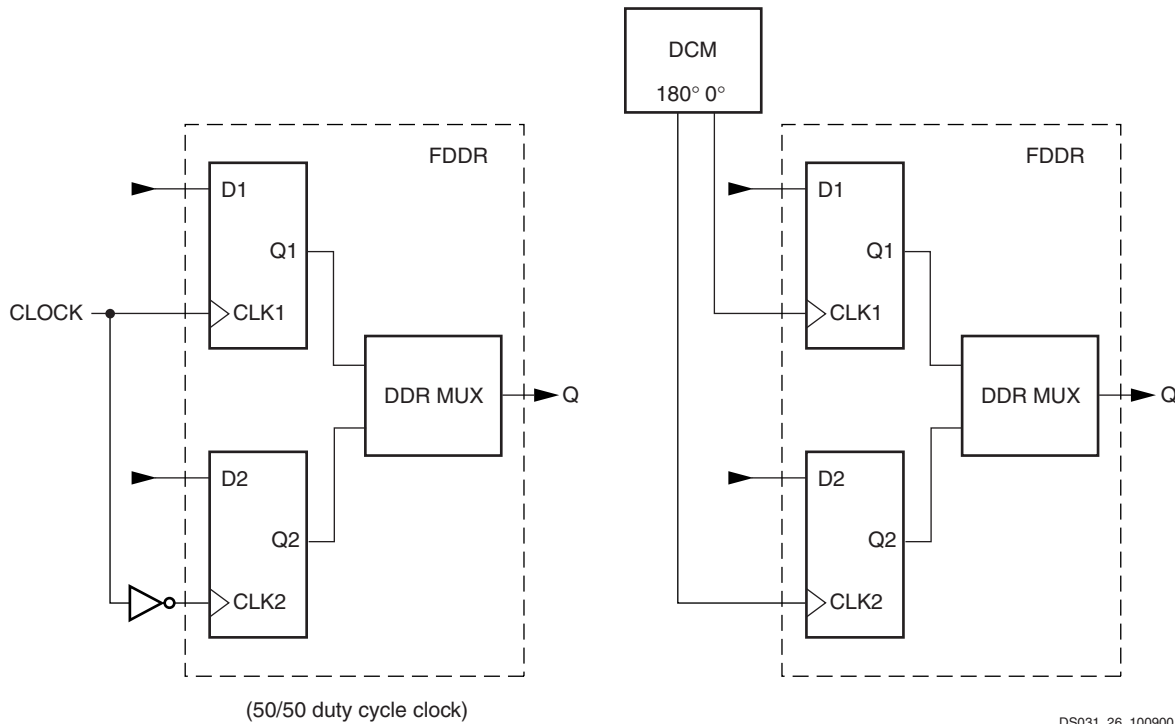 DCM
180° 0°
FDDR
D1
Q1
CLOCK
CLK1
DDR MUX
Q
D2
Q2
CLK2
(50/50 duty cycle clock)
FDDR
D1
Q1
CLK1
DDR MUX
Q
D2
Q2
CLK2
DS031_26_100900